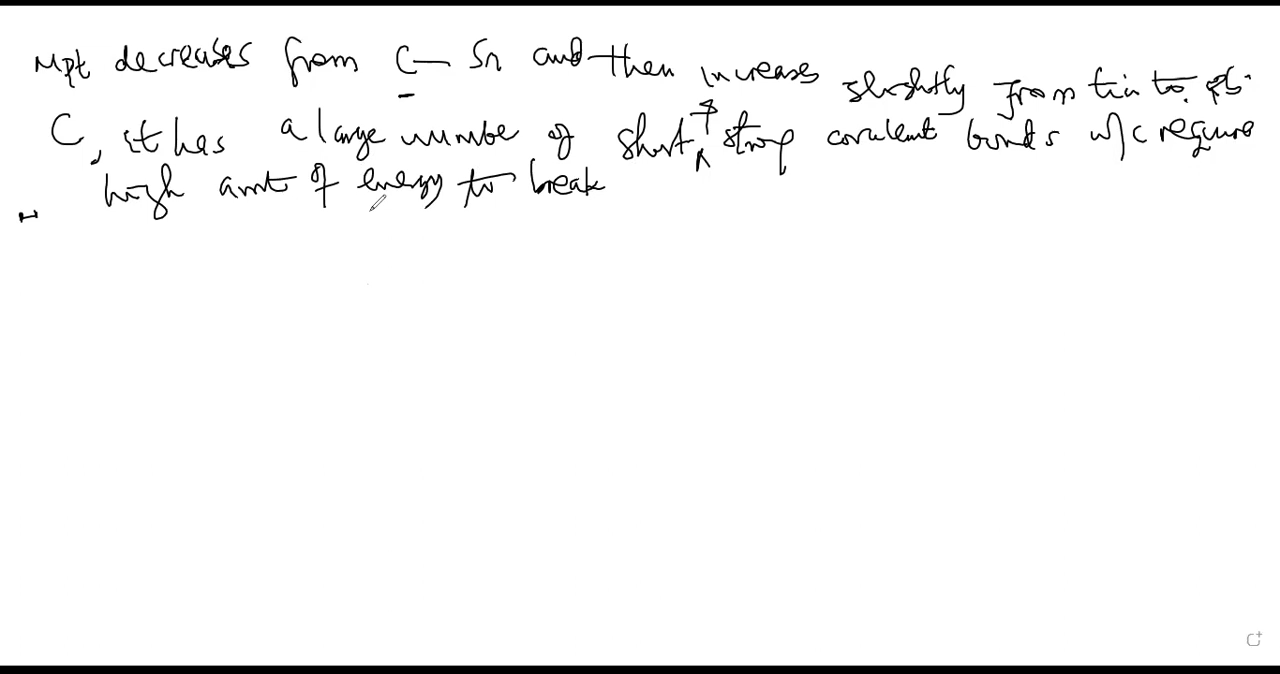 Mpt decreases from C — Sn and then increases slightly from tin to Pb.
C, it has a large number of short & strong covalent bonds w/c require
high amt of energy to break